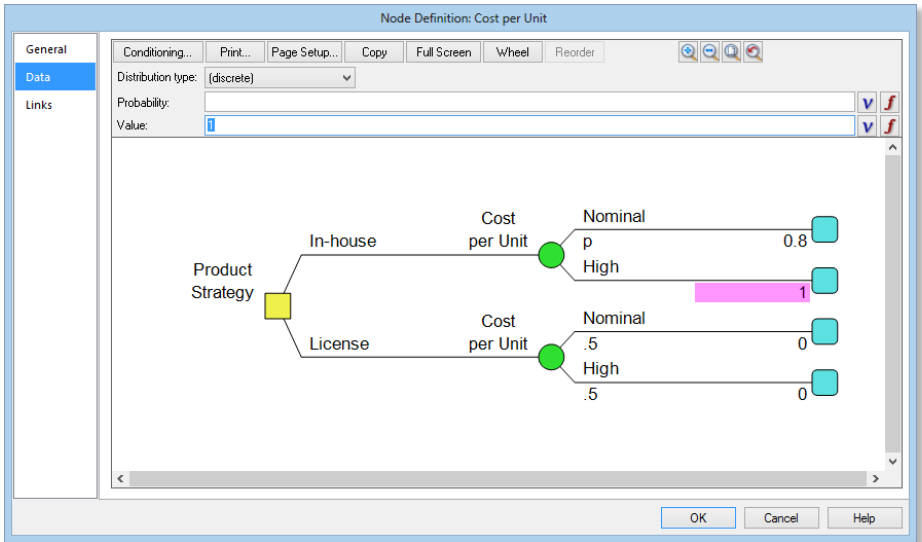 Node Definition: Cost per Unit
General
Data
Links
Conditioning... Print... Page Setup... Copy Full Screen Wheel Reorder
Distribution type: (discrete)
Probability: v f
Value: 1 v f
Cost
per Unit
Nominal
p 0.8
In-house
High
1
Product
Strategy
Cost
per Unit
Nominal
.5 0
License
High
.5 0
OK Cancel Help